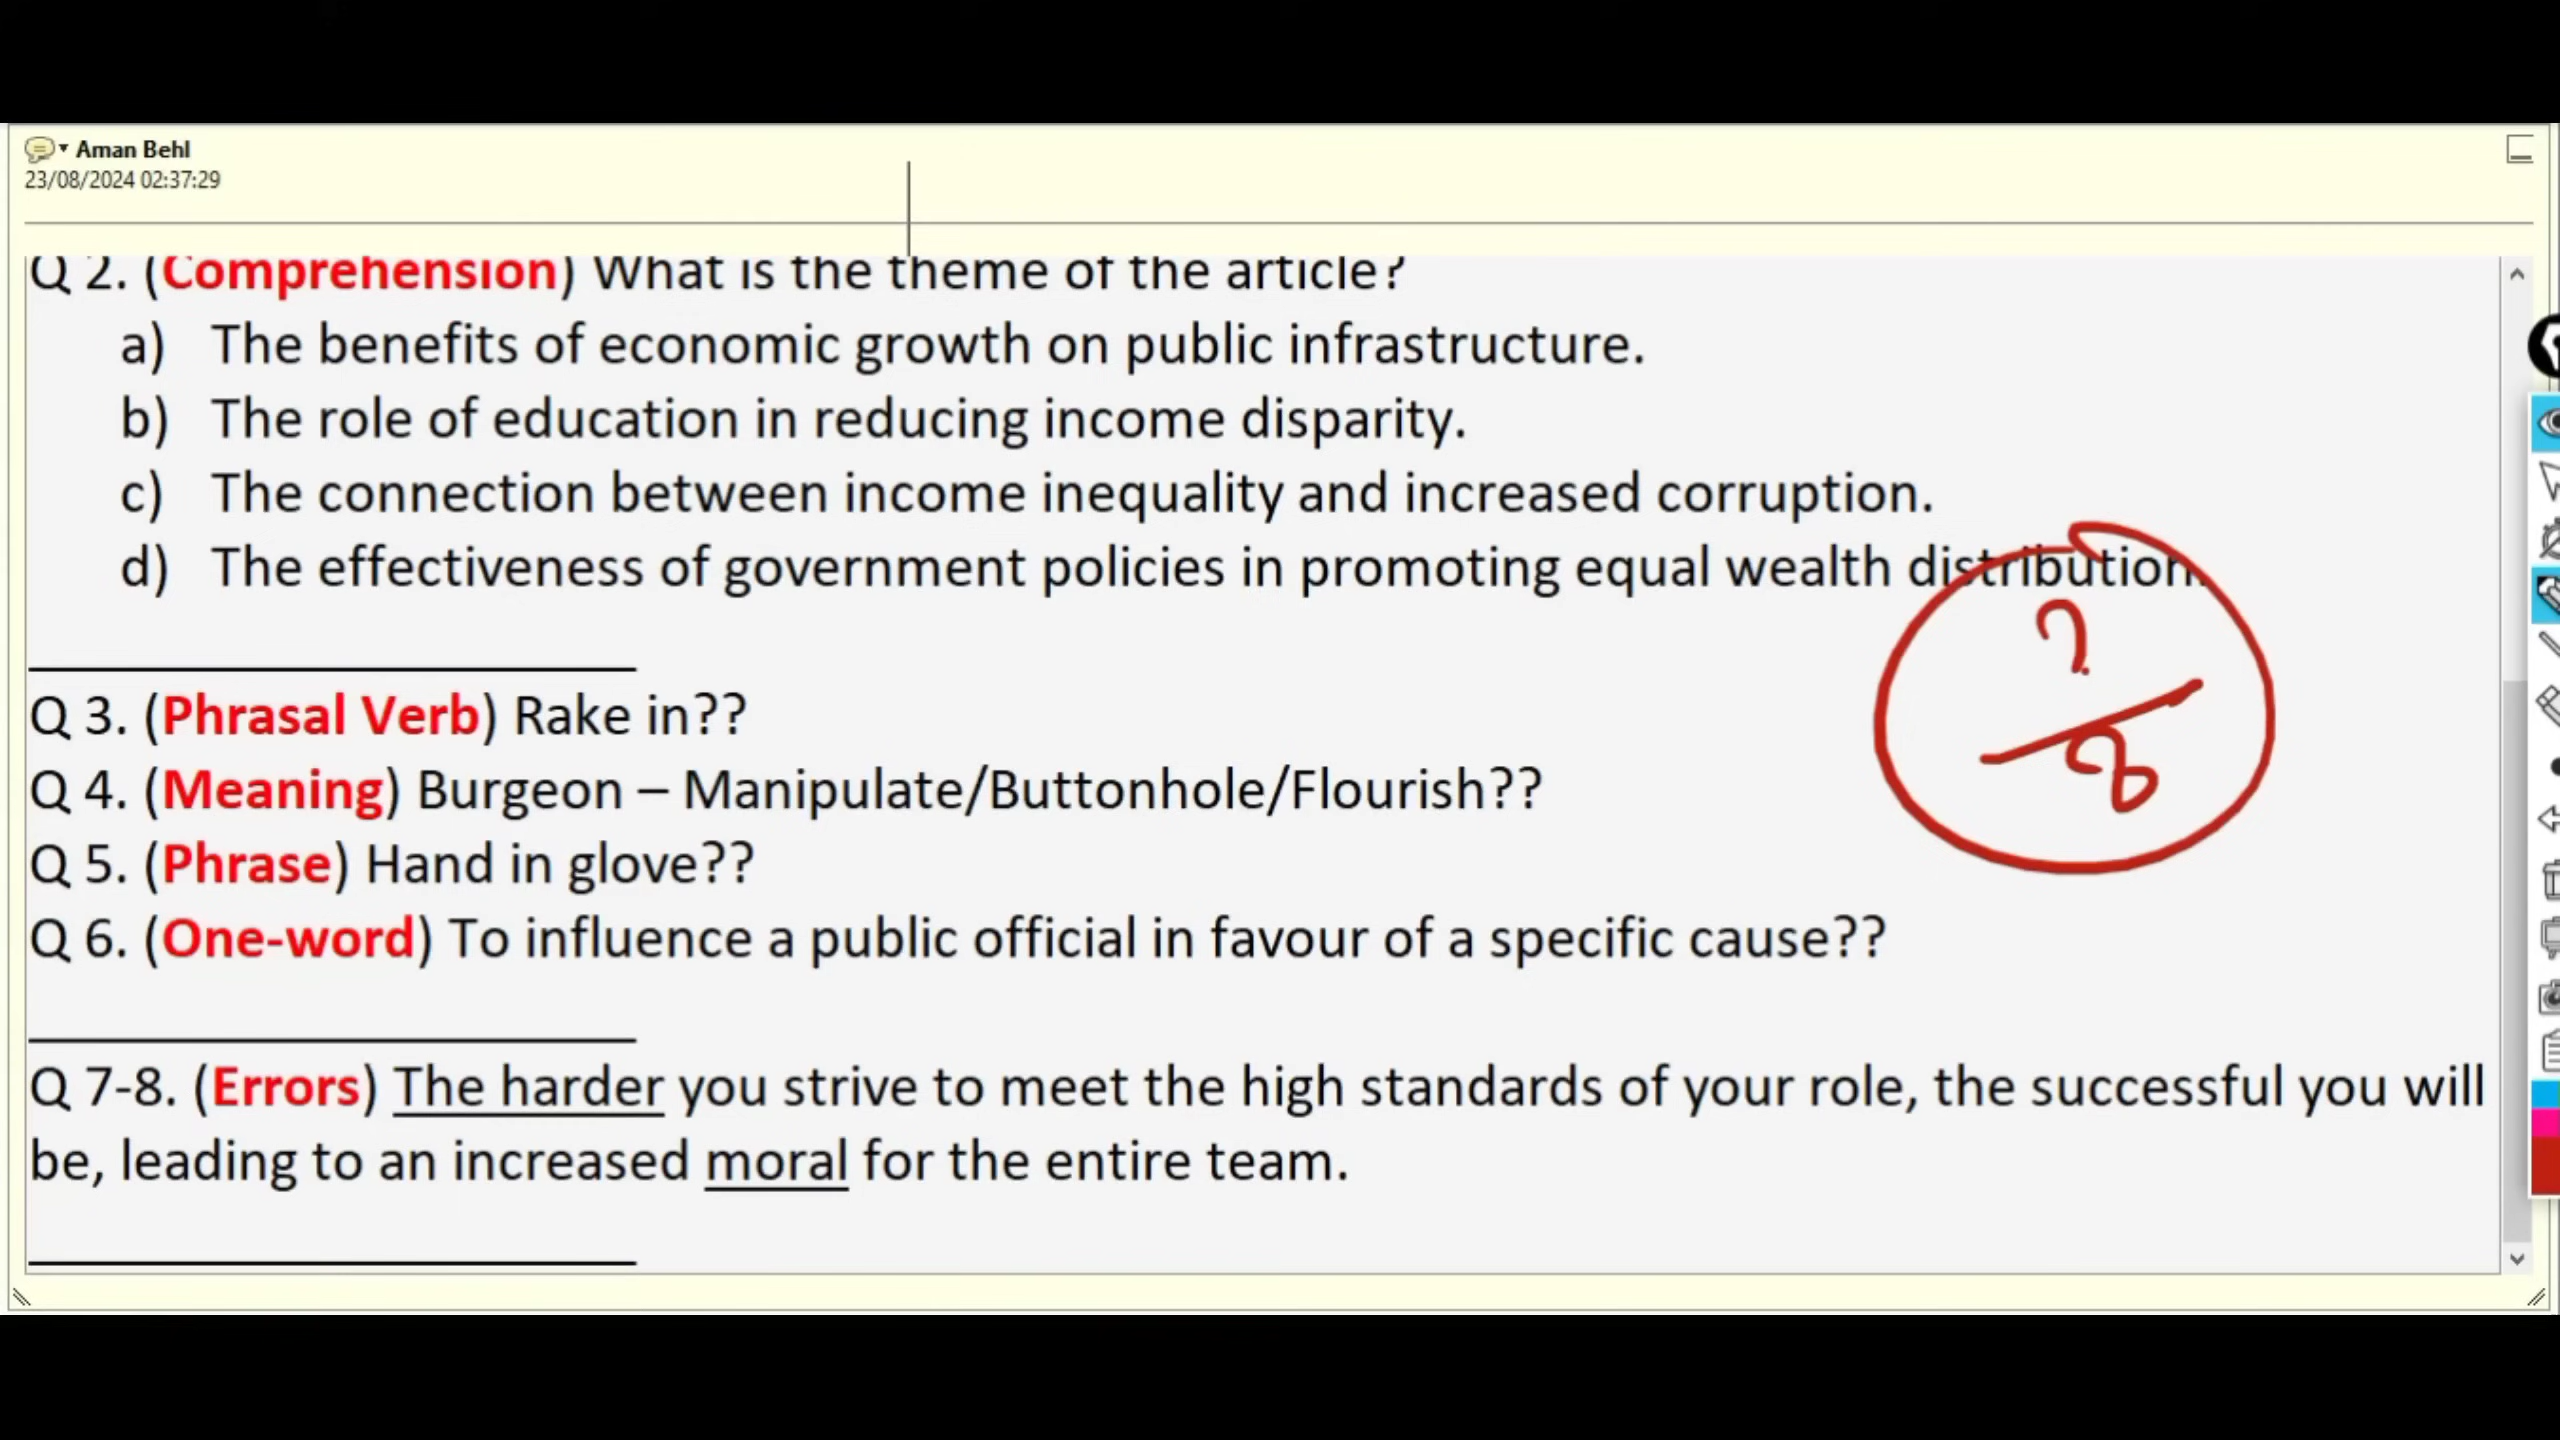 Aman Behl
23/08/2024 02:37:29
Q 2. (Comprehension) What is the theme of the article?
a) The benefits of economic growth on public infrastructure.
b) The role of education in reducing income disparity.
c) The connection between income inequality and increased corruption.
d) The effectiveness of government policies in promoting equal wealth distribution.
?
8
Q 3. (Phrasal Verb) Rake in??
Q 4. (Meaning) Burgeon – Manipulate/Buttonhole/Flourish??
Q 5. (Phrase) Hand in glove??
Q 6. (One-word) To influence a public official in favour of a specific cause??
Q 7-8. (Errors) The harder you strive to meet the high standards of your role, the successful you will
be, leading to an increased moral for the entire team.